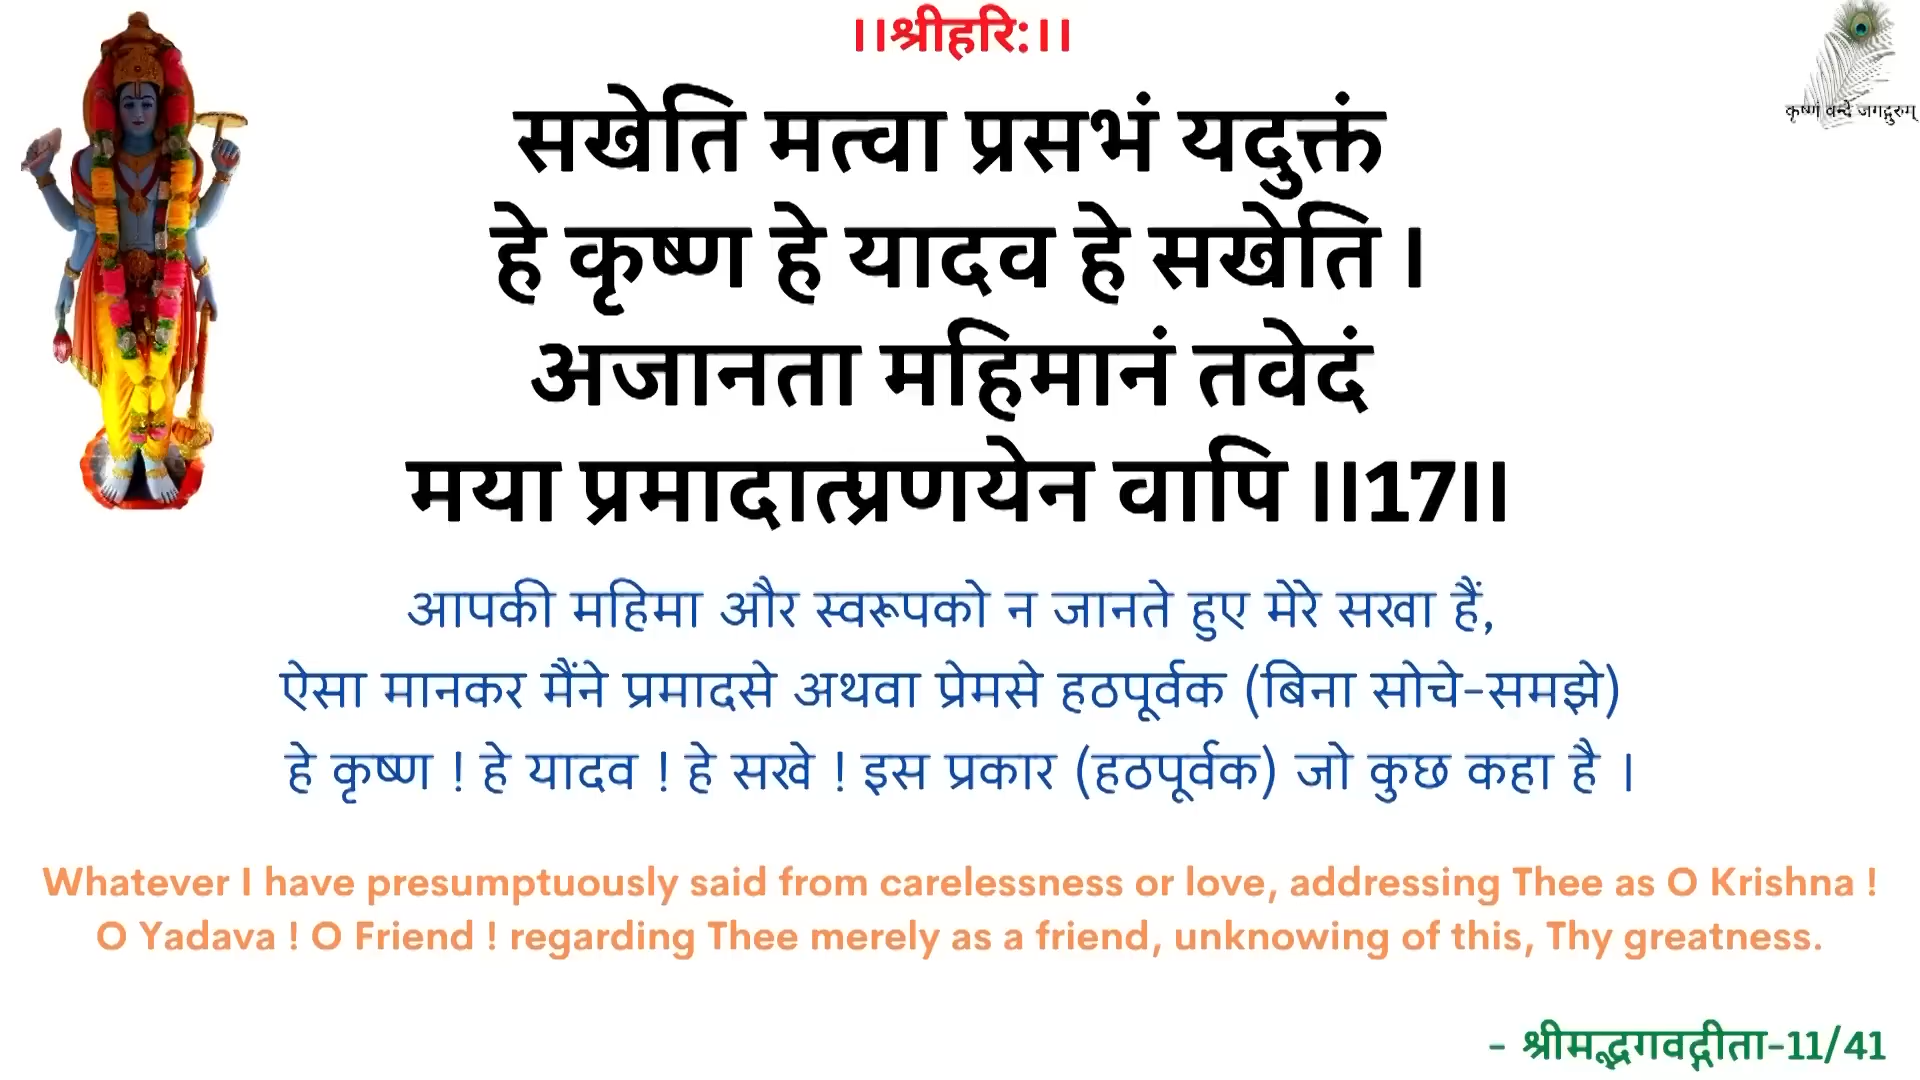 ।।श्रीहरि:।।
कृष्णं वन्दे जगद्गुरुम्
सखेति मत्वा प्रसभं यदुक्तं
हे कृष्ण हे यादव हे सखेति ।
अजानता महिमानं तवेदं
मया प्रमादात्प्रणयेन वापि ।।17।।
आपकी महिमा और स्वरूपको न जानते हुए मेरे सखा हैं,
ऐसा मानकर मैंने प्रमादसे अथवा प्रेमसे हठपूर्वक (बिना सोचे-समझे)
हे कृष्ण ! हे यादव ! हे सखे ! इस प्रकार (हठपूर्वक) जो कुछ कहा है ।
Whatever I have presumptuously said from carelessness or love, addressing Thee as O Krishna !
O Yadava ! O Friend ! regarding Thee merely as a friend, unknowing of this, Thy greatness.
- श्रीमद्भगवद्गीता-11/41